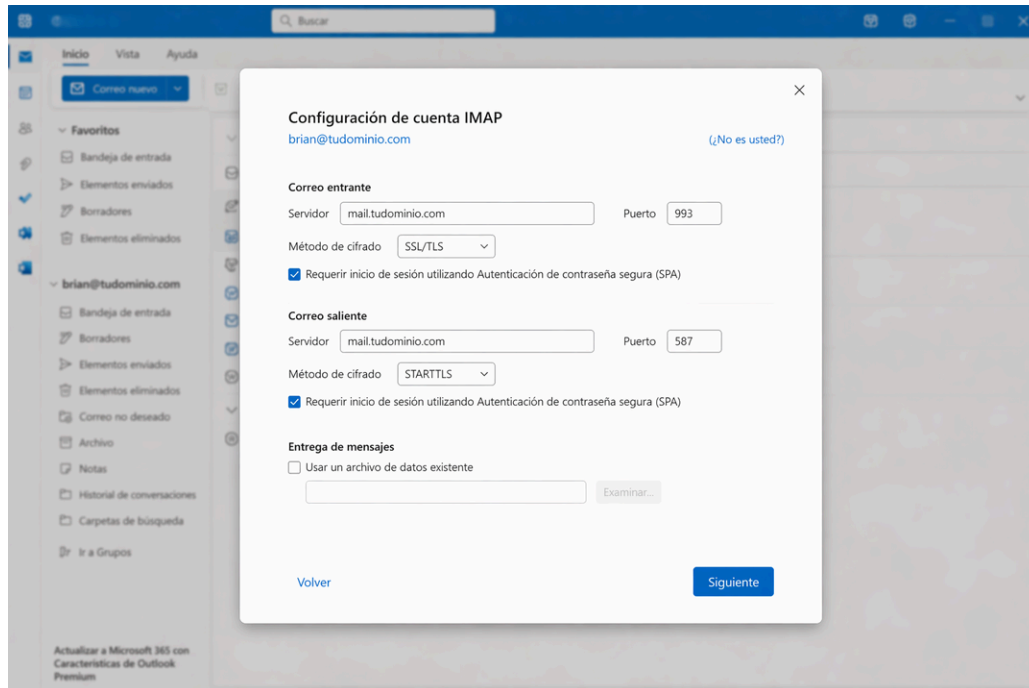 Buscar
Inicio Vista Ayuda
Correo nuevo
Favoritos
Bandeja de entrada
Elementos enviados
Borradores
Elementos eliminados
brian@tudominio.com
Bandeja de entrada
Borradores
Elementos enviados
Elementos eliminados
Correo no deseado
Archivo
Notas
Historial de conversaciones
Carpetas de búsqueda
Ir a Grupos
Actualizar a Microsoft 365 con
Características de Outlook
Premium
Configuración de cuenta IMAP
brian@tudominio.com (¿No es usted?)
Correo entrante
Servidor mail.tudominio.com Puerto 993
Método de cifrado SSL/TLS
Requerir inicio de sesión utilizando Autenticación de contraseña segura (SPA)
Correo saliente
Servidor mail.tudominio.com Puerto 587
Método de cifrado STARTTLS
Requerir inicio de sesión utilizando Autenticación de contraseña segura (SPA)
Entrega de mensajes
Usar un archivo de datos existente
Examinar...
Volver Siguiente